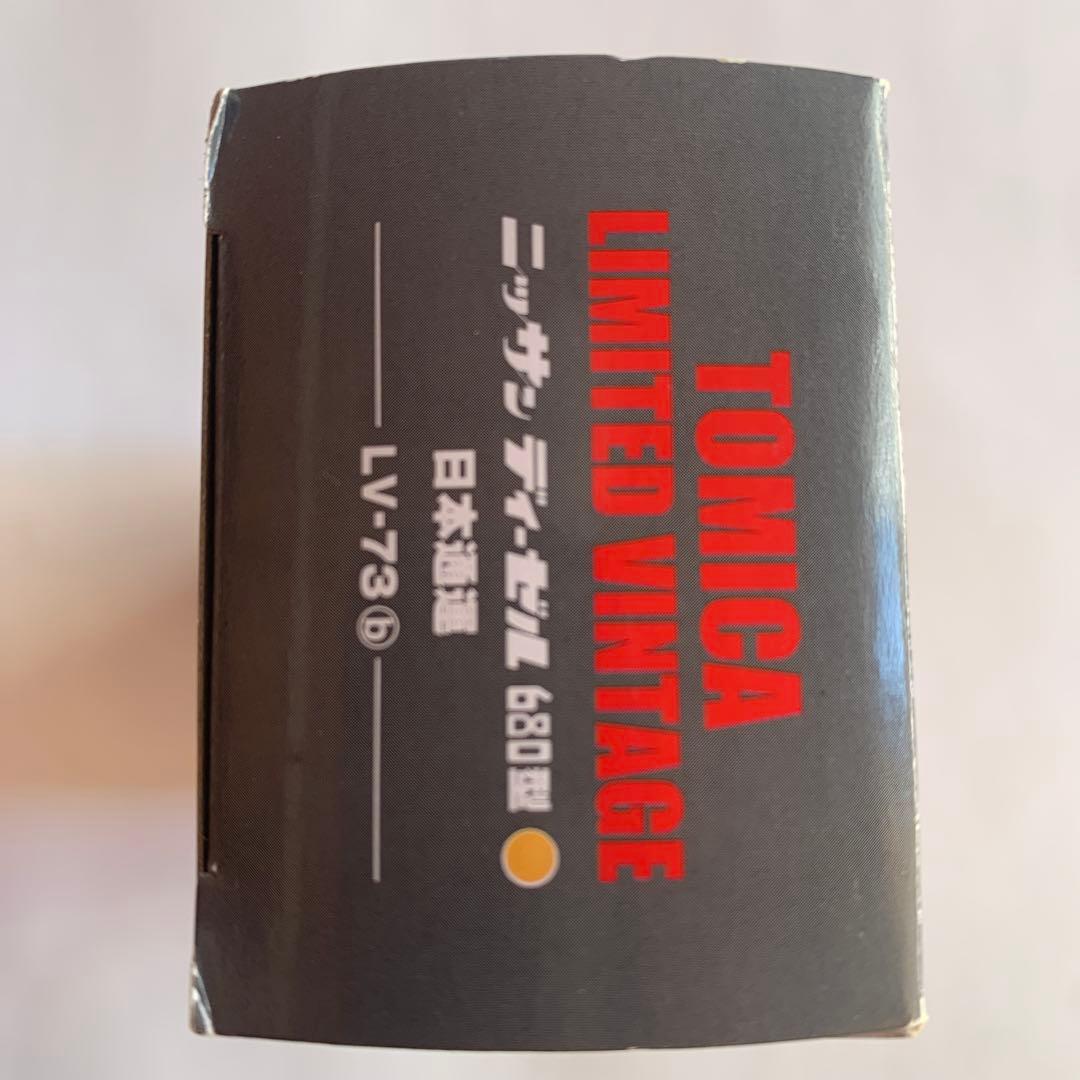 TOMICA
LIMITED VINTAGE
ニッサン ディーゼル 680型
日本通運
LV-73ⓑ